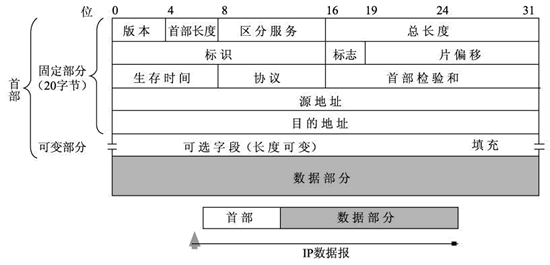 位 0 4 8 16 19 24 31
版本 首部长度 区分服务 总长度
标识 标志 片偏移
生存时间 协议 首部检验和
源地址
目的地址
可选字段(长度可变) 填充
数据部分
首部
固定部分
(20字节)
可变部分
首部 数据部分
IP数据报